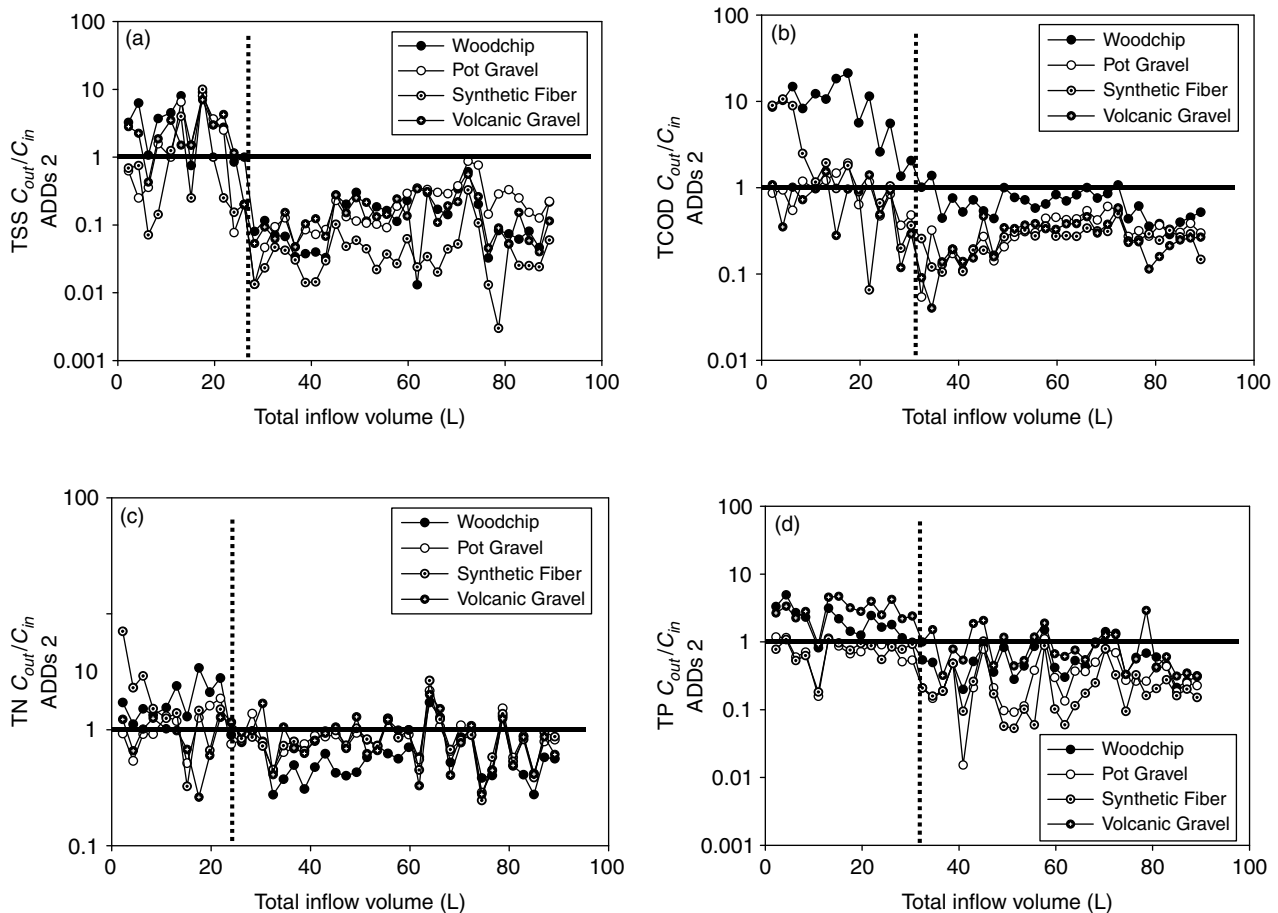 (a)
Woodchip
Pot Gravel
Synthetic Fiber
Volcanic Gravel
100
10
1
0.1
0.01
0.001
TSS C_out/C_in
ADDs 2
0 20 40 60 80 100
Total inflow volume (L)
(b)
Woodchip
Pot Gravel
Synthetic Fiber
Volcanic Gravel
100
10
1
0.1
0.01
TCOD C_out/C_in
ADDs 2
0 20 40 60 80 100
Total inflow volume (L)
(c)
Woodchip
Pot Gravel
Synthetic Fiber
Volcanic Gravel
100
10
1
0.1
TN C_out/C_in
ADDs 2
0 20 40 60 80 100
Total inflow volume (L)
(d)
Woodchip
Pot Gravel
Synthetic Fiber
Volcanic Gravel
100
10
1
0.1
0.01
0.001
TP C_out/C_in
ADDs 2
0 20 40 60 80 100
Total inflow volume (L)